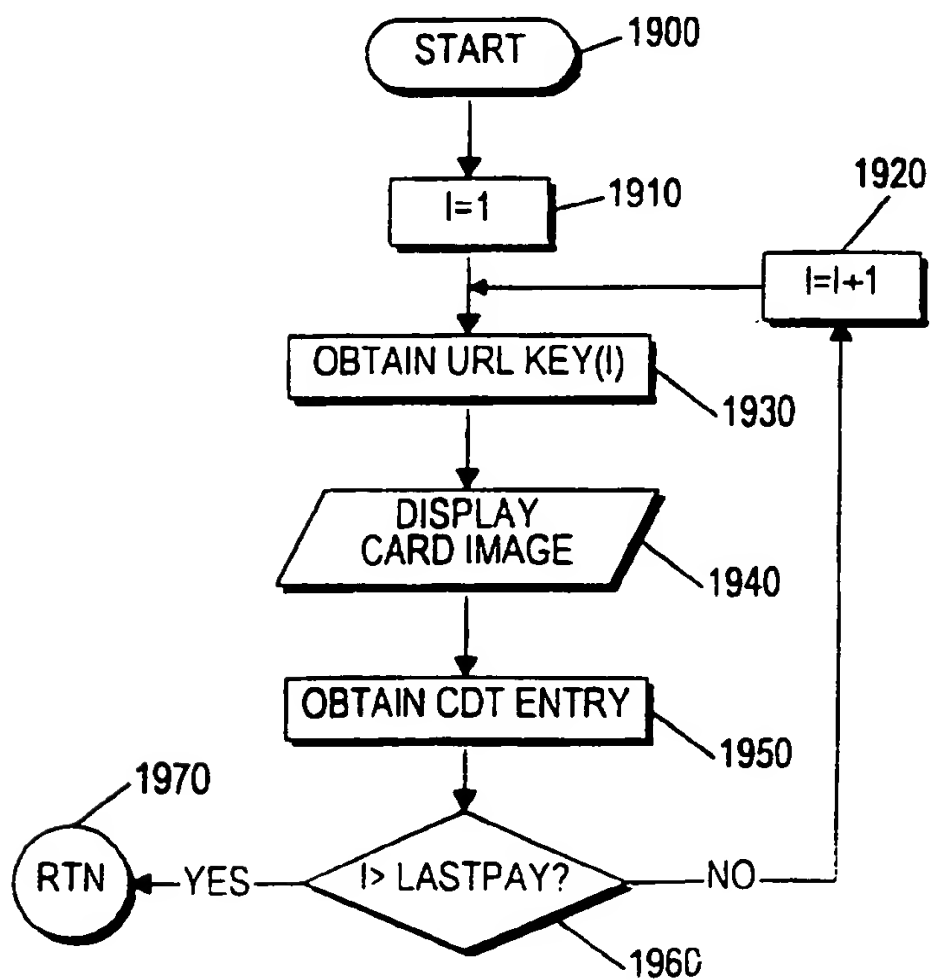 START
1900
I=1
1910
1920
I=I+1
OBTAIN URL KEY(I)
1930
DISPLAY
CARD IMAGE
1940
OBTAIN CDT ENTRY
1950
1970
RTN
YES
I> LASTPAY?
NO
1960